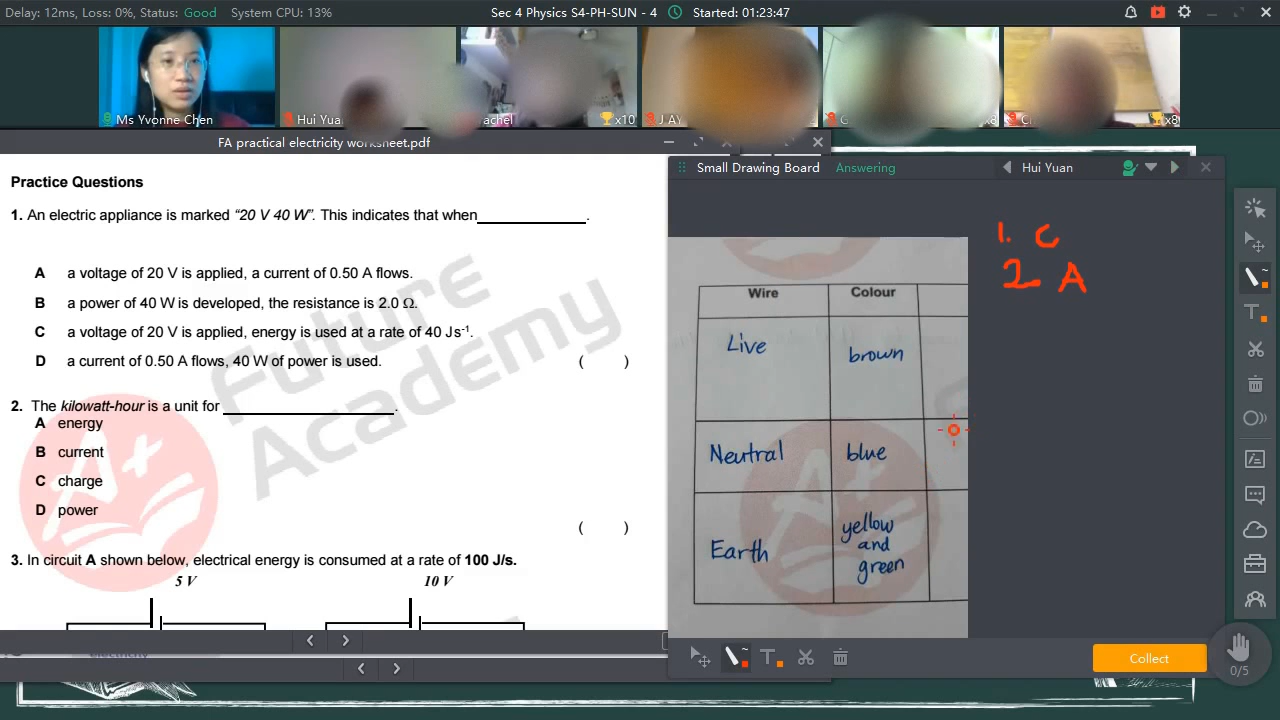 Delay: 12ms, Loss: 0%, Status: Good System CPU: 13%
Sec 4 Physics S4-PH-SUN - 4 Started: 01:23:47
Ms Yvonne Chen
Hui Yua
achel
x10
J AY
x8
x8
FA practical electricity worksheet.pdf
Practice Questions
1. An electric appliance is marked "20 V 40 W". This indicates that when____________.
A a voltage of 20 V is applied, a current of 0.50 A flows.
B a power of 40 W is developed, the resistance is 2.0 Ω.
C a voltage of 20 V is applied, energy is used at a rate of 40 Js⁻¹.
D a current of 0.50 A flows, 40 W of power is used. ( )
2. The kilowatt-hour is a unit for ____________________.
A energy
B current
C charge
D power
( )
3. In circuit A shown below, electrical energy is consumed at a rate of 100 J/s.
5 V 10 V
A+
Future
Academy
electricity
Small Drawing Board Answering Hui Yuan
1. C
2. A
Wire Colour
Live brown
Neutral blue
Earth yellow
and
green
Collect
0/5